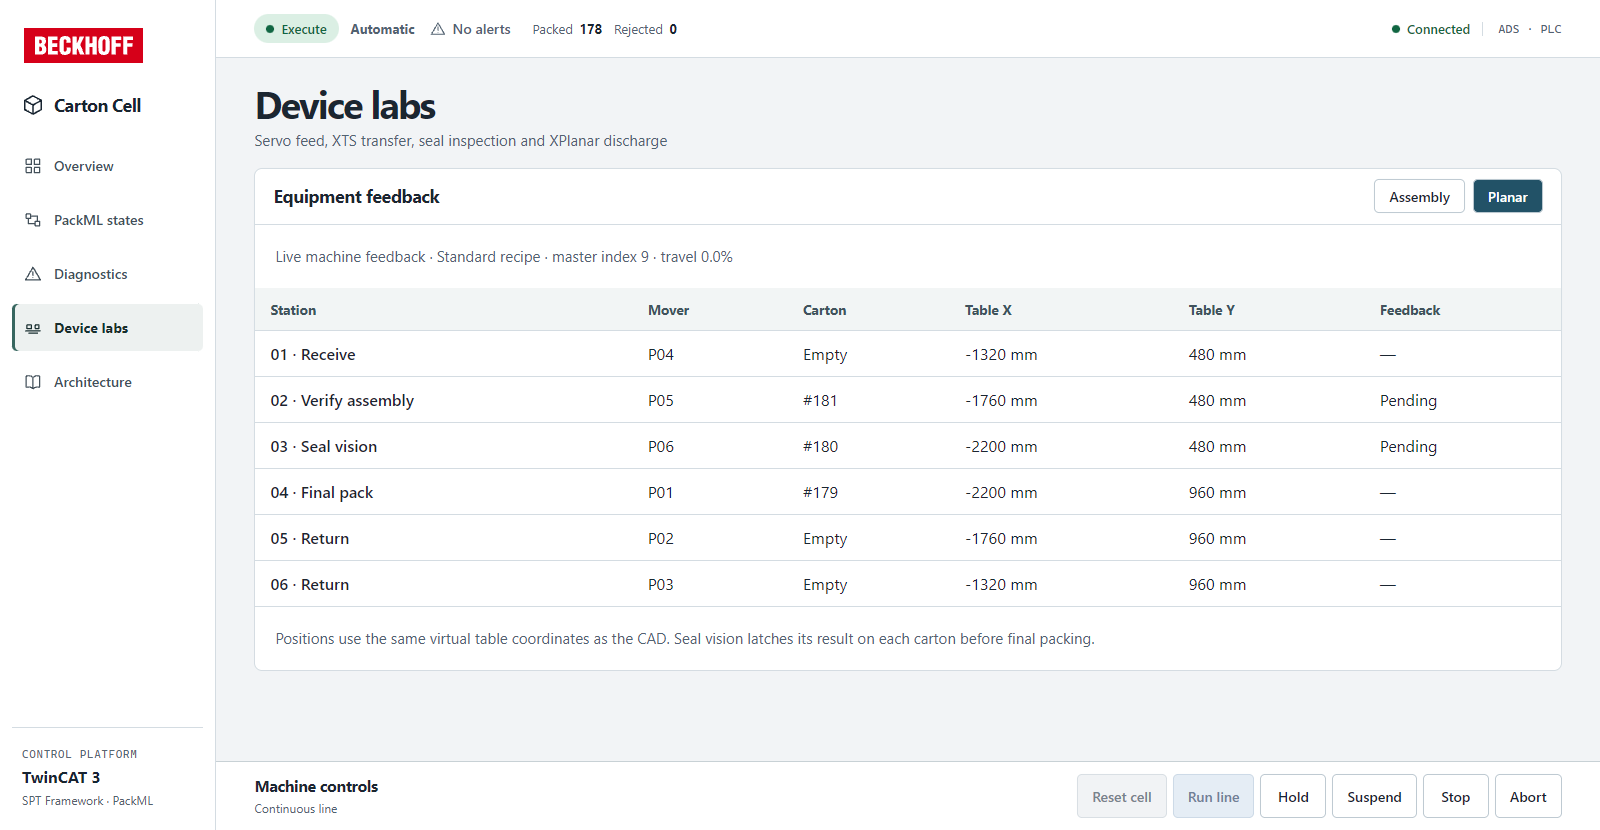 BECKHOFF
Carton Cell
Overview
PackML states
Diagnostics
Device labs
Architecture
CONTROL PLATFORM
TwinCAT 3
SPT Framework · PackML
Execute Automatic No alerts Packed 178 Rejected 0 Connected ADS · PLC
Device labs
Servo feed, XTS transfer, seal inspection and XPlanar discharge
Equipment feedback Assembly Planar
Live machine feedback · Standard recipe · master index 9 · travel 0.0%
Station Mover Carton Table X Table Y Feedback
01 · Receive P04 Empty -1320 mm 480 mm —
02 · Verify assembly P05 #181 -1760 mm 480 mm Pending
03 · Seal vision P06 #180 -2200 mm 480 mm Pending
04 · Final pack P01 #179 -2200 mm 960 mm —
05 · Return P02 Empty -1760 mm 960 mm —
06 · Return P03 Empty -1320 mm 960 mm —
Positions use the same virtual table coordinates as the CAD. Seal vision latches its result on each carton before final packing.
Machine controls
Continuous line
Reset cell Run line Hold Suspend Stop Abort